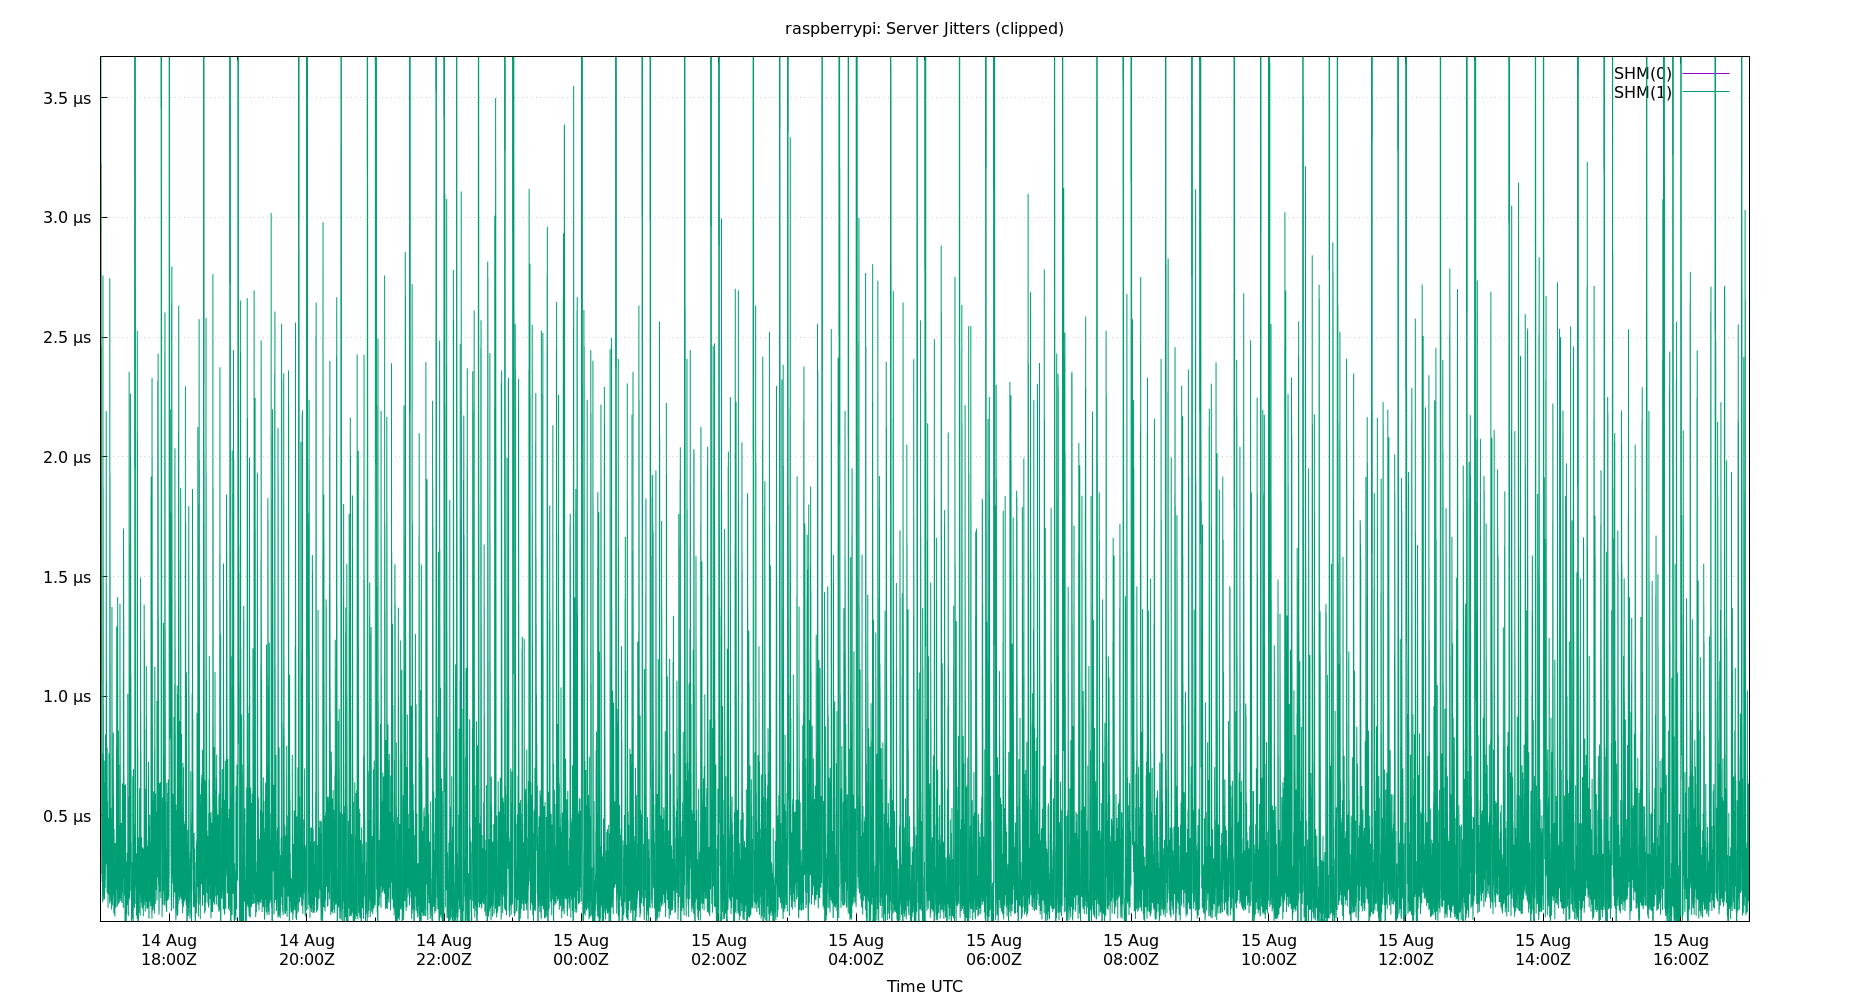 raspberrypi: Server Jitters (clipped)
SHM(0)
SHM(1)
3.5 µs
3.0 µs
2.5 µs
2.0 µs
1.5 µs
1.0 µs
0.5 µs
14 Aug 14 Aug 14 Aug 15 Aug 15 Aug 15 Aug 15 Aug 15 Aug 15 Aug 15 Aug 15 Aug 15 Aug
18:00Z 20:00Z 22:00Z 00:00Z 02:00Z 04:00Z 06:00Z 08:00Z 10:00Z 12:00Z 14:00Z 16:00Z
Time UTC